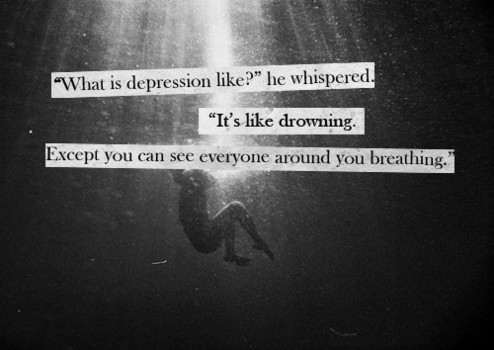 “What is depression like?” he whispered.
“It’s like drowning.
Except you can see everyone around you breathing.”